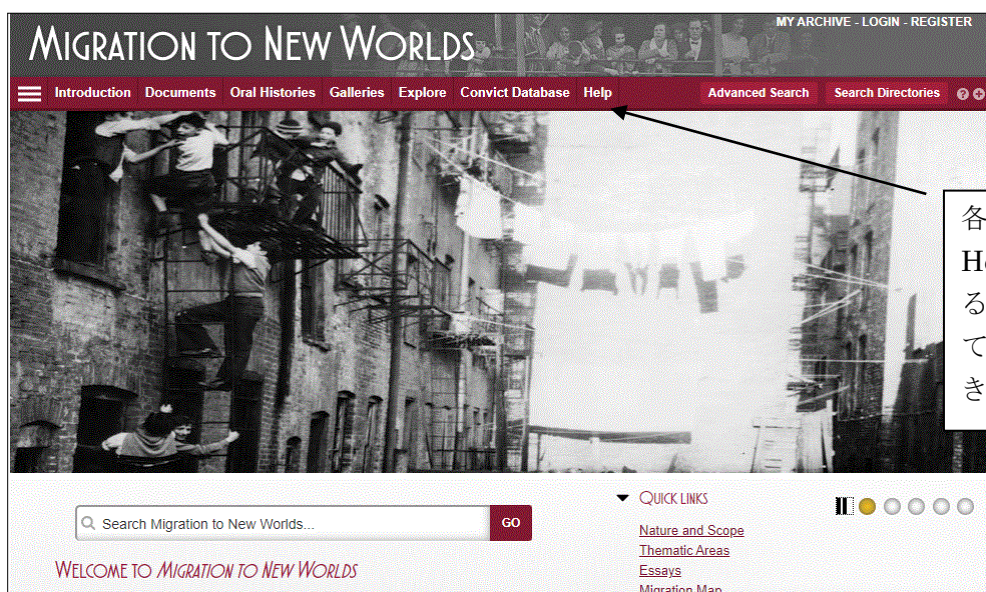 MY ARCHIVE - LOGIN - REGISTER
MIGRATION TO NEW WORLDS
Introduction Documents Oral Histories Galleries Explore Convict Database Help Advanced Search Search Directories
各
る
て
き
Search Migration to New Worlds... GO
WELCOME TO MIGRATION TO NEW WORLDS
QUICK LINKS
Nature and Scope
Thematic Areas
Essays
Migration Map